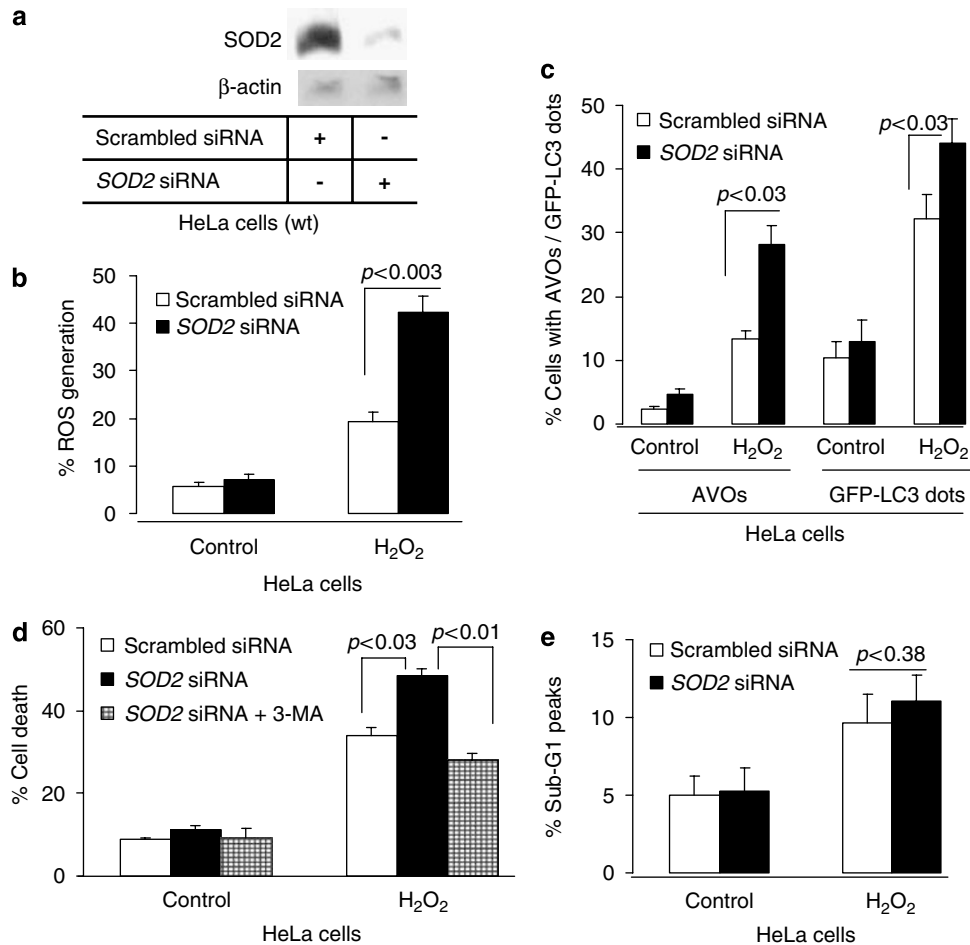 a
SOD2
β-actin
Scrambled siRNA + -
SOD2 siRNA - +
HeLa cells (wt)
b
% ROS generation
50
40
30
20
10
0
Scrambled siRNA
SOD2 siRNA
p<0.003
Control
H₂O₂
HeLa cells
c
% Cells with AVOs / GFP-LC3 dots
50
40
30
20
10
0
Scrambled siRNA
SOD2 siRNA
p<0.03
p<0.03
Control
H₂O₂
Control
H₂O₂
AVOs
GFP-LC3 dots
HeLa cells
d
% Cell death
60
40
20
0
Scrambled siRNA
SOD2 siRNA
SOD2 siRNA + 3-MA
p<0.03
p<0.01
Control
H₂O₂
HeLa cells
e
% Sub-G1 peaks
15
10
5
0
Scrambled siRNA
SOD2 siRNA
p<0.38
Control
H₂O₂
HeLa cells